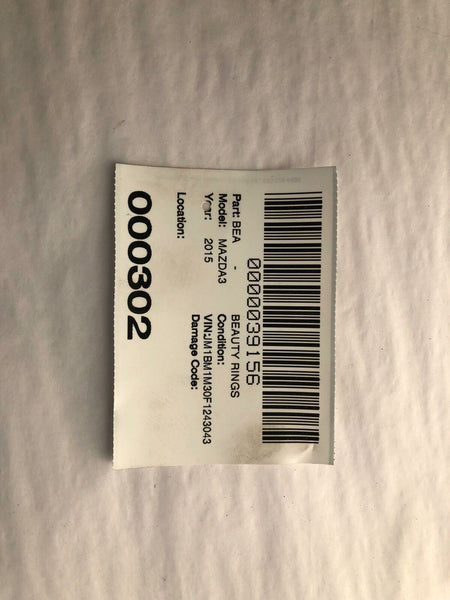 0000039156
Part: BEA - BEAUTY RINGS
Model: MAZDA3 Condition:
Year: 2015 VIN:JM1BM1M30F1243043
Damage Code:
Location:
000302